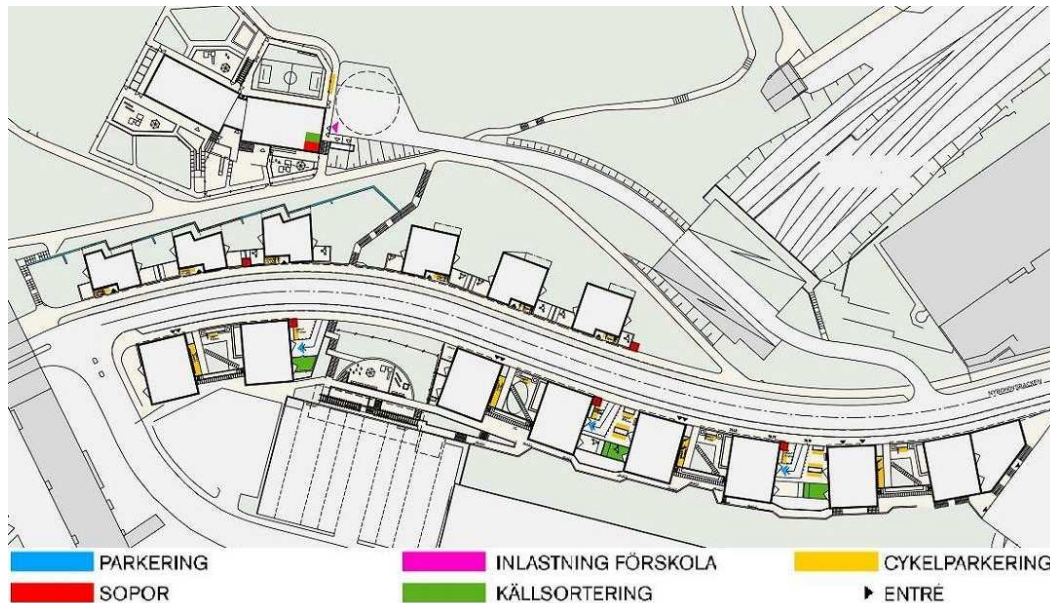 PARKERING
INLASTNING FÖRSKOLA
CYKELPARKERING
SOPOR
KÄLLSORTERING
ENTRÉ